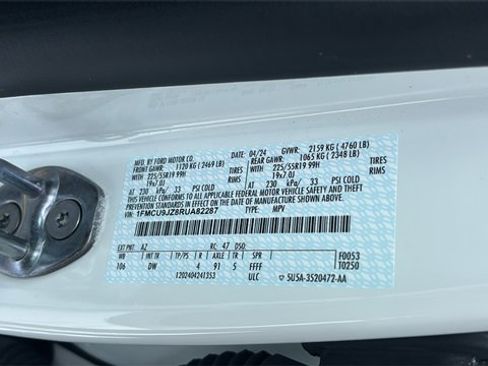 MFD. BY FORD MOTOR CO. DATE: 04/24 GVWR: 2159 KG ( 4760 LB)
FRONT GAWR: 1120 KG ( 2469 LB) REAR GAWR: 1065 KG ( 2348 LB)
225/55R19 99H TIRES 225/55R19 99H TIRES
19x7.0J RIMS 19x7.0J RIMS
AT 230 kPa/ 33 PSI COLD AT 230 kPa/ 33 PSI COLD
THIS VEHICLE CONFORMS TO ALL APPLICABLE FEDERAL MOTOR VEHICLE SAFETY AND THEFT
PREVENTION STANDARDS IN EFFECT ON THE DATE OF MANUFACTURE SHOWN ABOVE.
VIN: 1FMCU9JZ8RUA82287 TYPE: MPV
EXT PNT: AZ RC: 47 DSO: F0053
WB INT TR TP/PS R AXLE TR SPR T0250
106 DW 4 91 5 FFFF
1202404241353 ULC 5U5A-3520472-AA